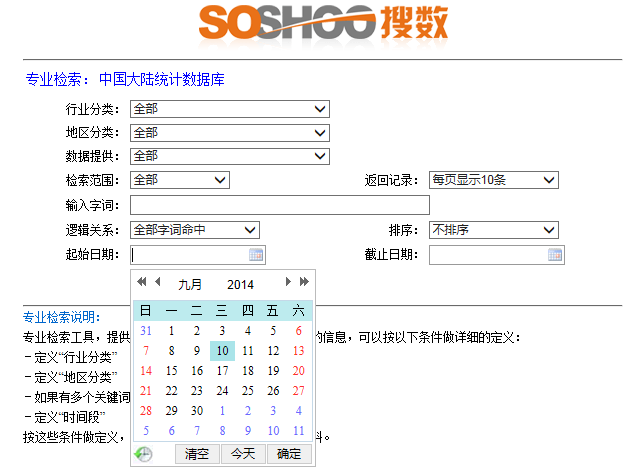 SOSHOO 搜数
专业检索： 中国大陆统计数据库
行业分类： 全部
地区分类： 全部
数据提供： 全部
检索范围： 全部 返回记录： 每页显示10条
输入字词：
逻辑关系： 全部字词命中 排序： 不排序
起始日期： 截止日期：
九月 2014
日 一 二 三 四 五 六
31 1 2 3 4 5 6
7 8 9 10 11 12 13
14 15 16 17 18 19 20
21 22 23 24 25 26 27
28 29 30 1 2 3 4
5 6 7 8 9 10 11
清空 今天 确定
专业检索说明：
专业检索工具，提供 的信息，可以按以下条件做详细的定义：
－定义“行业分类”
－定义“地区分类”
－如果有多个关键词
－定义“时间段”
按这些条件做定义， 料。